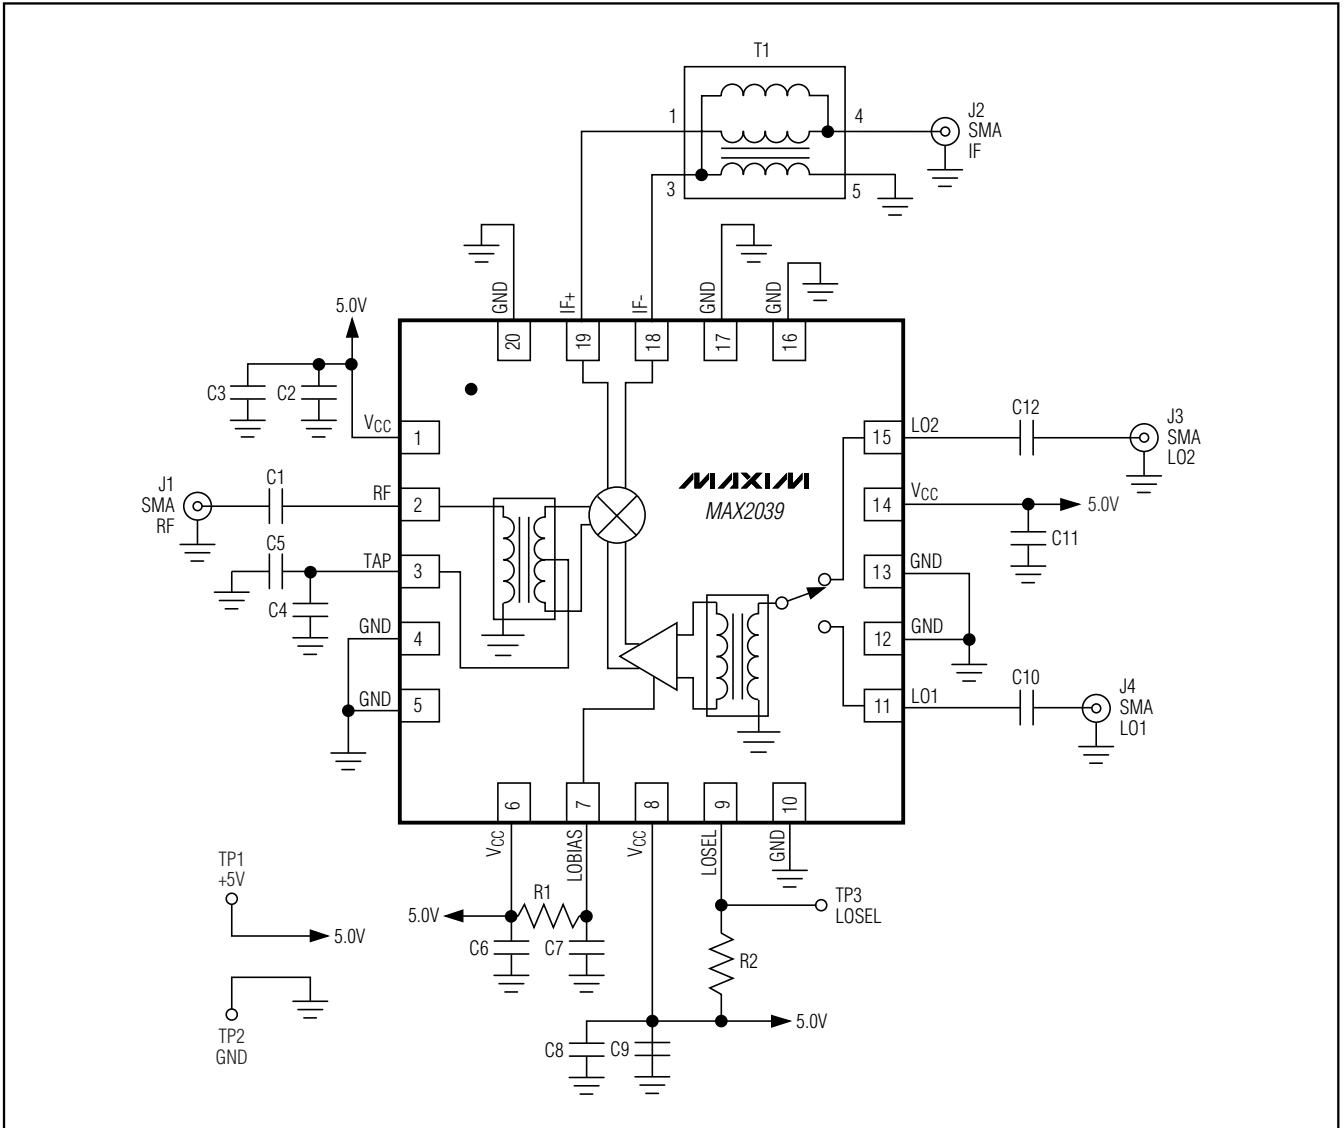 T1
1
4
3
5
J2
SMA
IF
GND
IF+
IF-
GND
GND
20
19
18
17
16
5.0V
C3
C2
VCC
1
J1
SMA
RF
C1
RF
2
C5
TAP
3
C4
GND
4
GND
5
MAXIM
MAX2039
15
LO2
C12
J3
SMA
LO2
14
VCC
5.0V
C11
13
GND
12
GND
11
LO1
C10
J4
SMA
LO1
6
7
8
9
10
VCC
LOBIAS
VCC
LOSEL
GND
TP1
+5V
5.0V
TP2
GND
5.0V
R1
C6
C7
TP3
LOSEL
R2
5.0V
C8
C9